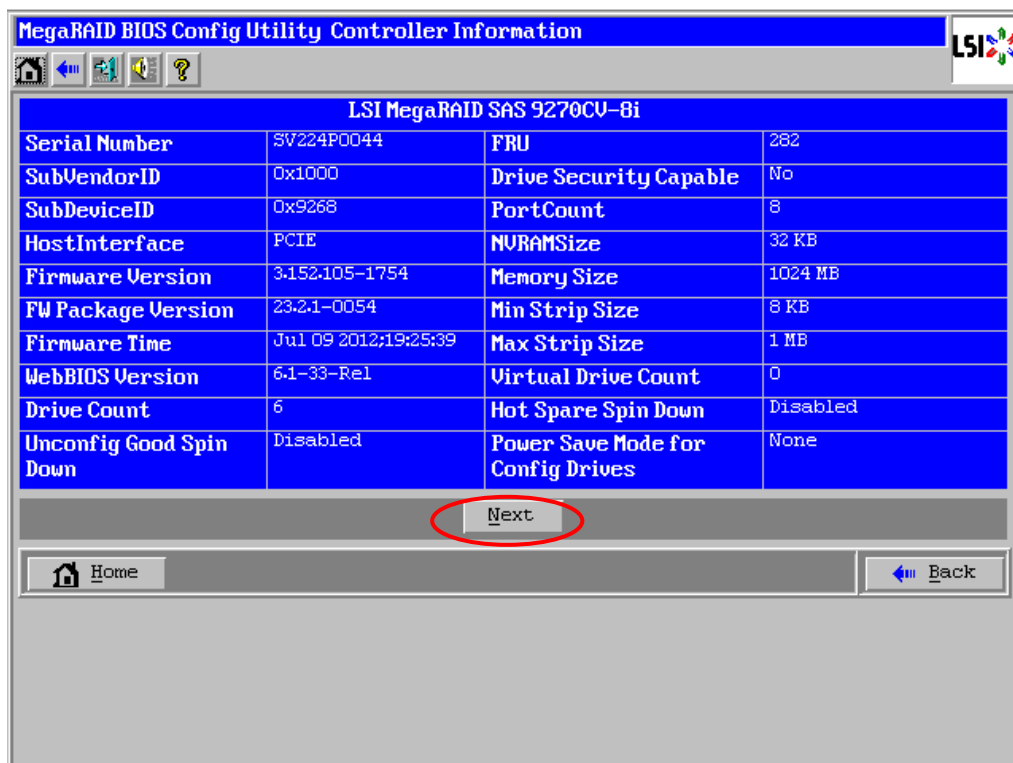 MegaRAID BIOS Config Utility Controller Information
LSI
LSI MegaRAID SAS 9270CV-8i
Serial Number SV224P0044 FRU 282
SubVendorID 0x1000 Drive Security Capable No
SubDeviceID 0x9268 PortCount 8
HostInterface PCIE NVRAMSize 32 KB
Firmware Version 3.152.105-1754 Memory Size 1024 MB
FW Package Version 23.2.1-0054 Min Strip Size 8 KB
Firmware Time Jul 09 2012;19:25:39 Max Strip Size 1 MB
WebBIOS Version 6.1-33-Rel Virtual Drive Count 0
Drive Count 6 Hot Spare Spin Down Disabled
Unconfig Good Spin Disabled Power Save Mode for None
Down Config Drives
Next
Home Back